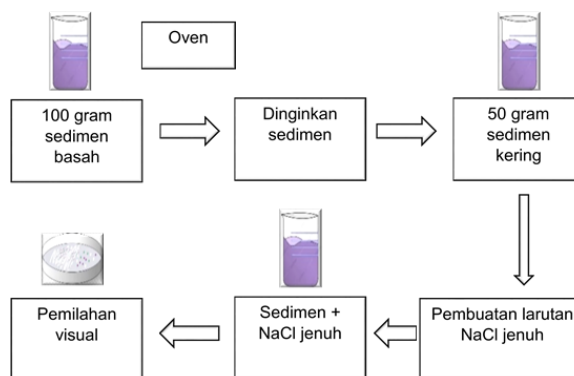 Oven
100 gram
sedimen
basah
Dinginkan
sedimen
50 gram
sedimen
kering
Pembuatan larutan
NaCl jenuh
Sedimen +
NaCl jenuh
Pemilahan
visual